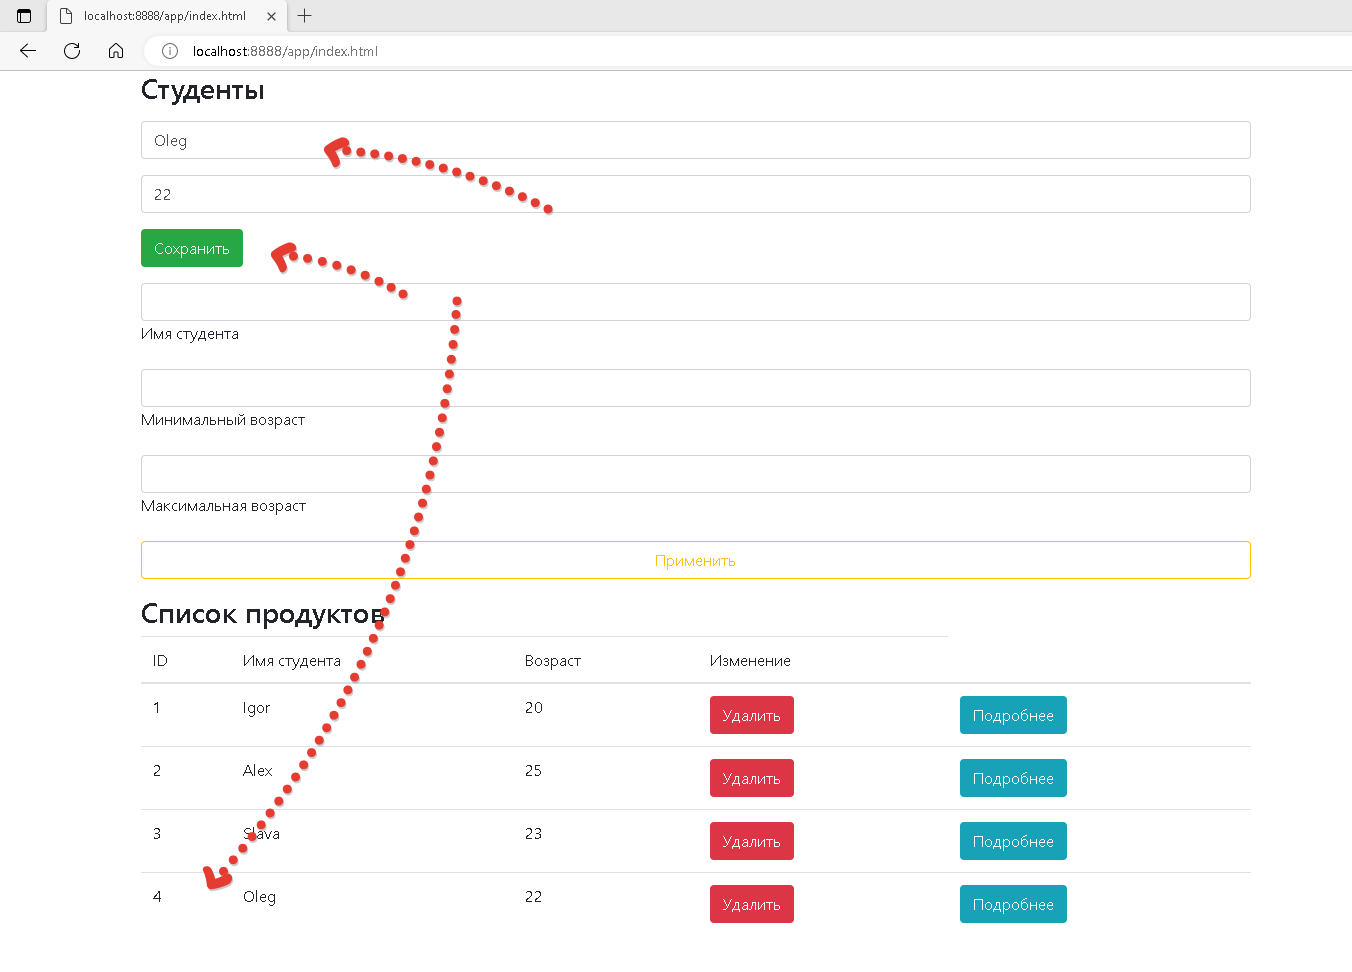 localhost:8888/app/index.html
localhost:8888/app/index.html
Студенты
Oleg
22
Сохранить
Имя студента
Минимальный возраст
Максимальная возраст
Применить
Список продуктов
ID Имя студента Возраст Изменение
1 Igor 20 Удалить Подробнее
2 Alex 25 Удалить Подробнее
3 Slava 23 Удалить Подробнее
4 Oleg 22 Удалить Подробнее